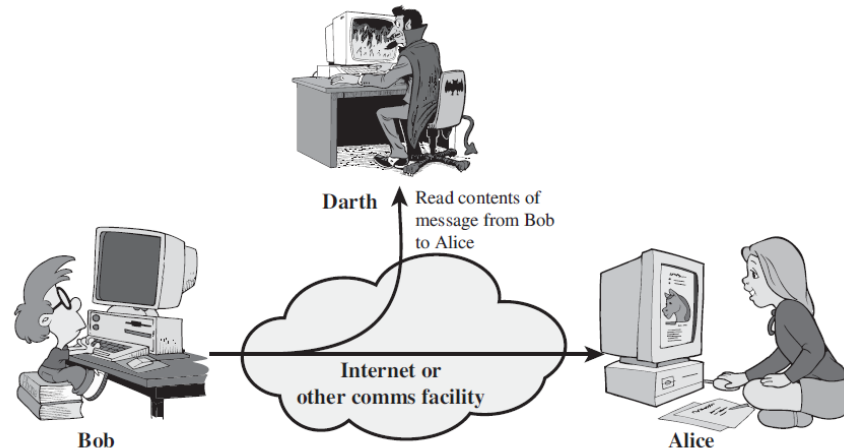 Darth
Read contents of
message from Bob
to Alice
Internet or
other comms facility
Bob
Alice